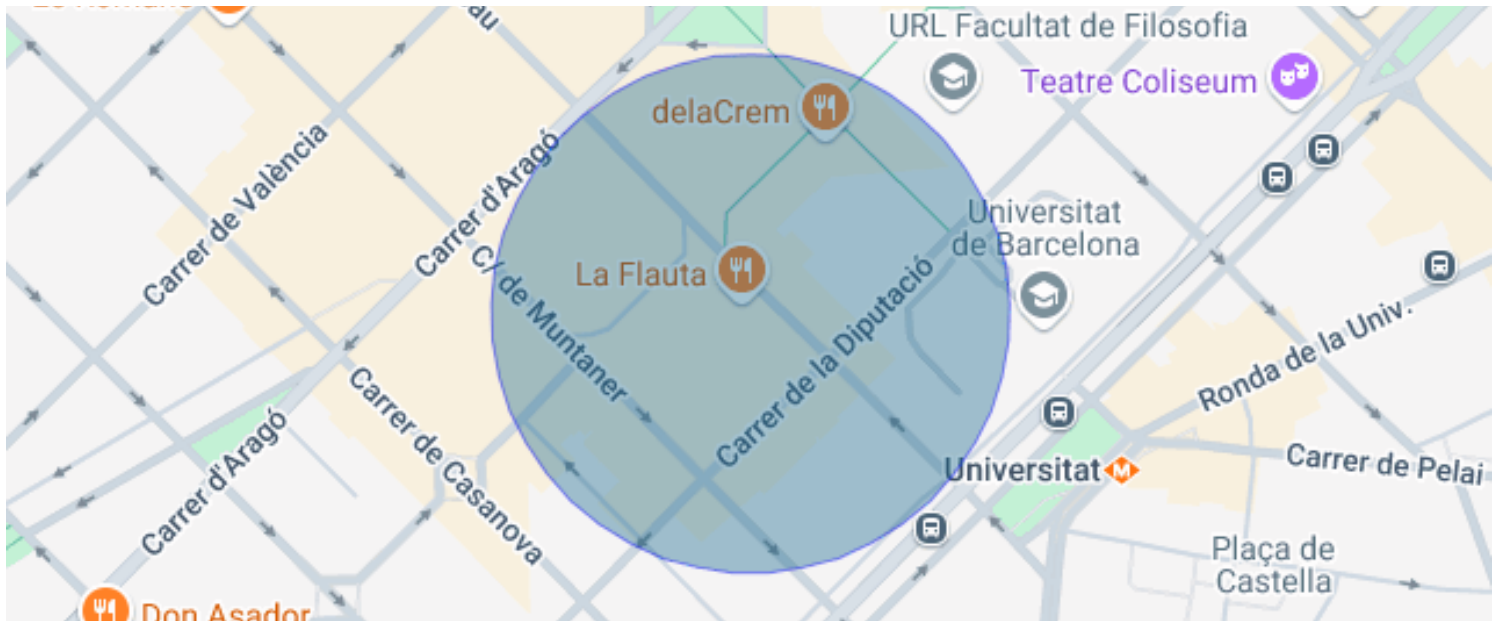 URL Facultat de Filosofia
Teatre Coliseum
delaCrem
Carrer de València
Carrer d'Aragó
Universitat
de Barcelona
La Flauta
C/ de Muntaner
Carrer de la Diputació
Ronda de la Univ.
Carrer d'Aragó
Carrer de Casanova
Universitat
M
Carrer de Pelai
Plaça de
Castella
Don Asador